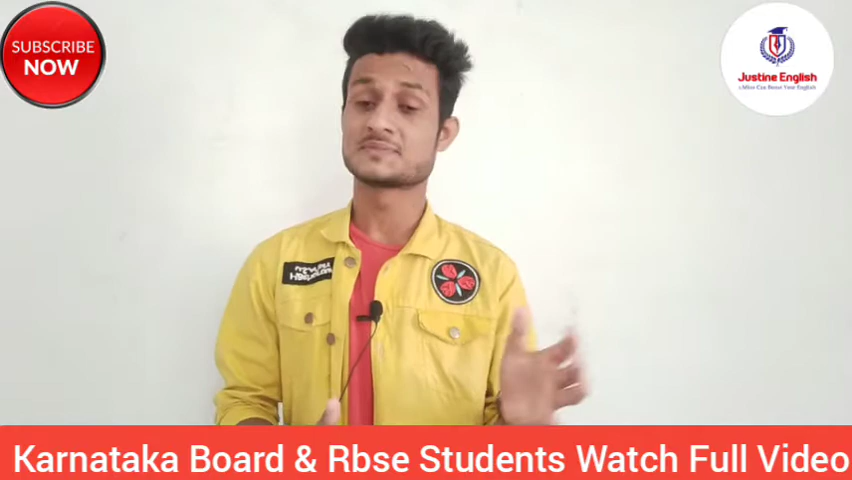 SUBSCRIBE
NOW
Justine English
Karnataka Board & Rbse Students Watch Full Video